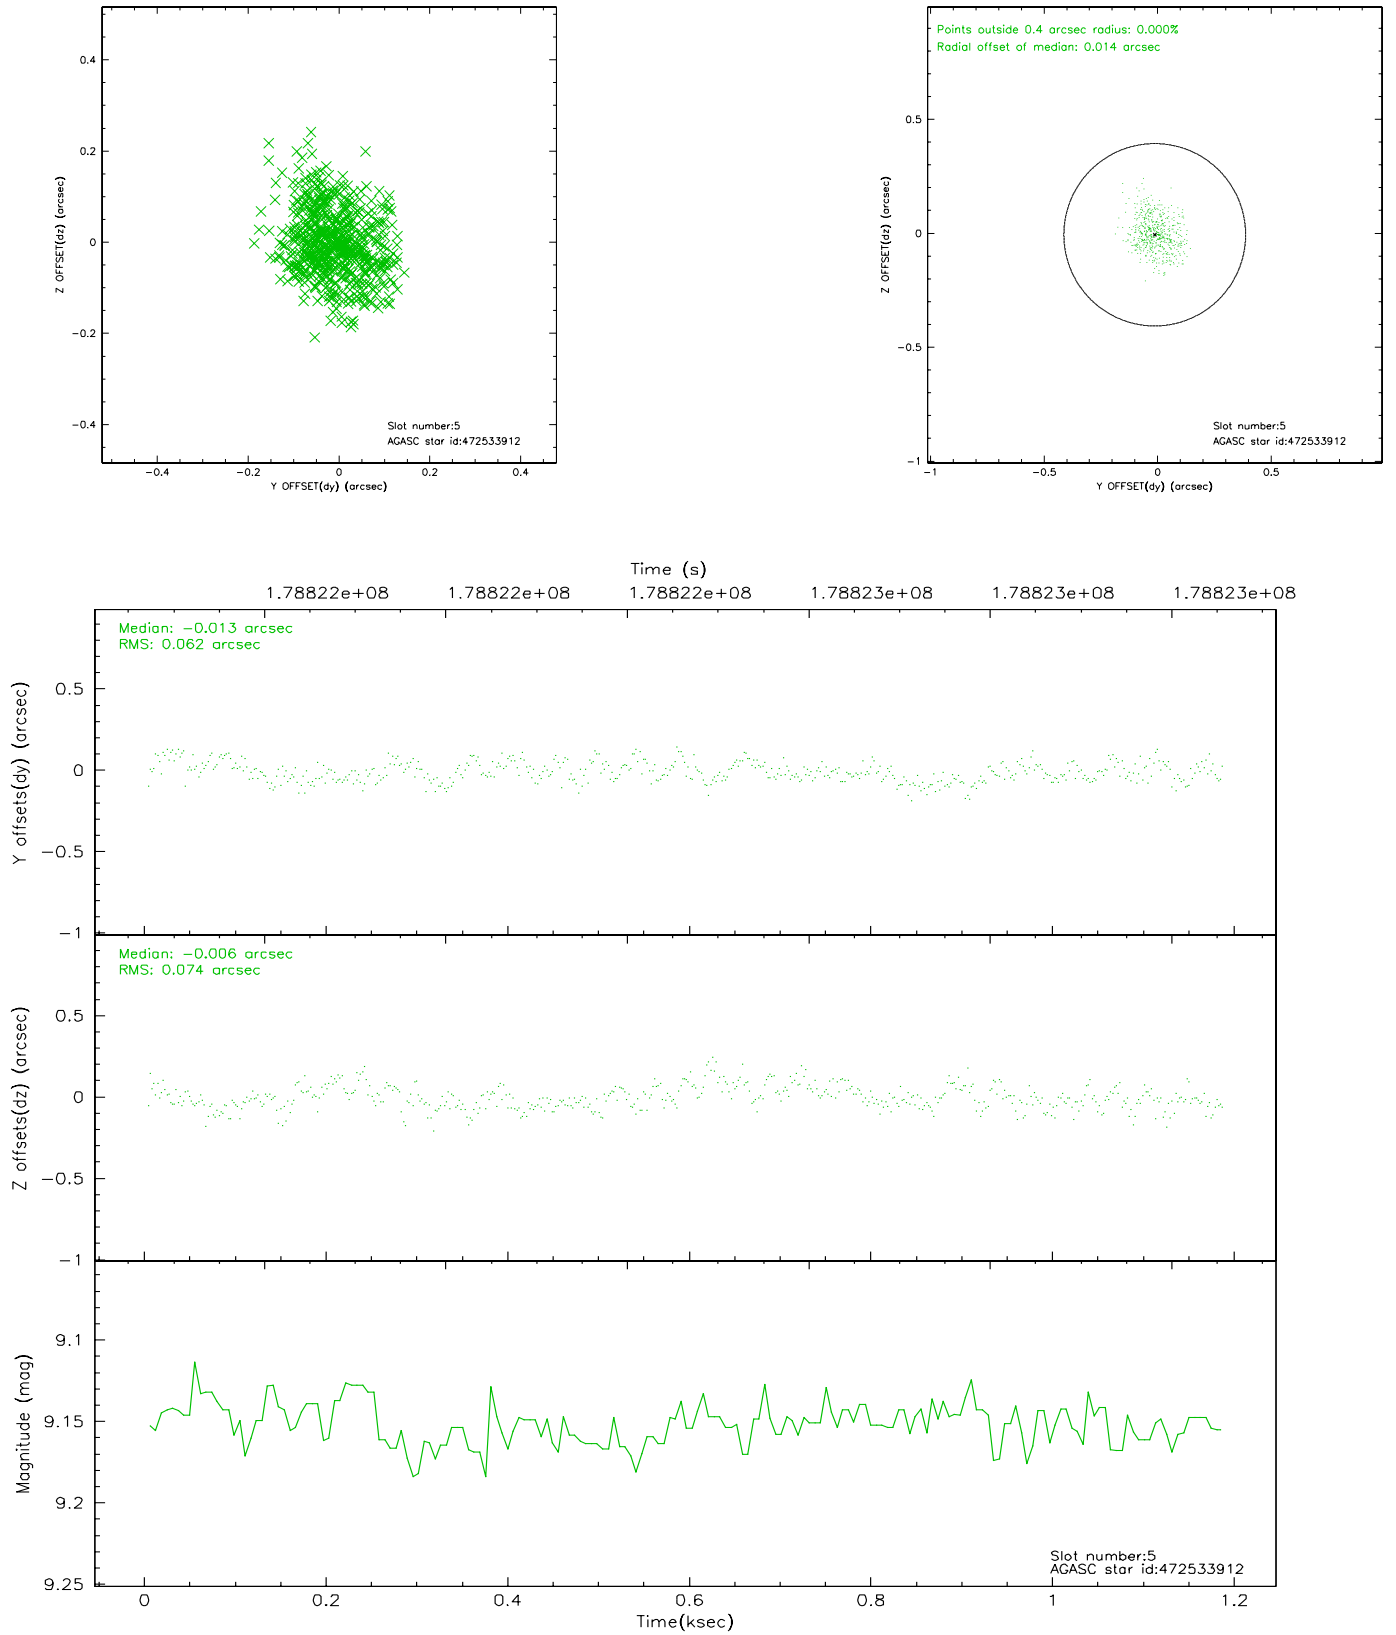 0.4
0.2
0
-0.2
-0.4
Z OFFSET(dz) (arcsec)
Slot number:5
AGASC star id:472533912
-0.4 -0.2 0 0.2 0.4
Y OFFSET(dy) (arcsec)
Points outside 0.4 arcsec radius: 0.000%
Radial offset of median: 0.014 arcsec
0.5
0
-0.5
-1
Z OFFSET(dz) (arcsec)
Slot number:5
AGASC star id:472533912
-1 -0.5 0 0.5
Y OFFSET(dy) (arcsec)
Time (s)
1.78822e+08 1.78822e+08 1.78822e+08 1.78823e+08 1.78823e+08 1.78823e+08
Median: -0.013 arcsec
RMS: 0.062 arcsec
0.5
0
-0.5
-1
Y offsets(dy) (arcsec)
Median: -0.006 arcsec
RMS: 0.074 arcsec
0.5
0
-0.5
-1
Z offsets(dz) (arcsec)
9.1
9.15
9.2
9.25
Magnitude (mag)
Slot number:5
AGASC star id:472533912
0 0.2 0.4 0.6 0.8 1 1.2
Time(ksec)